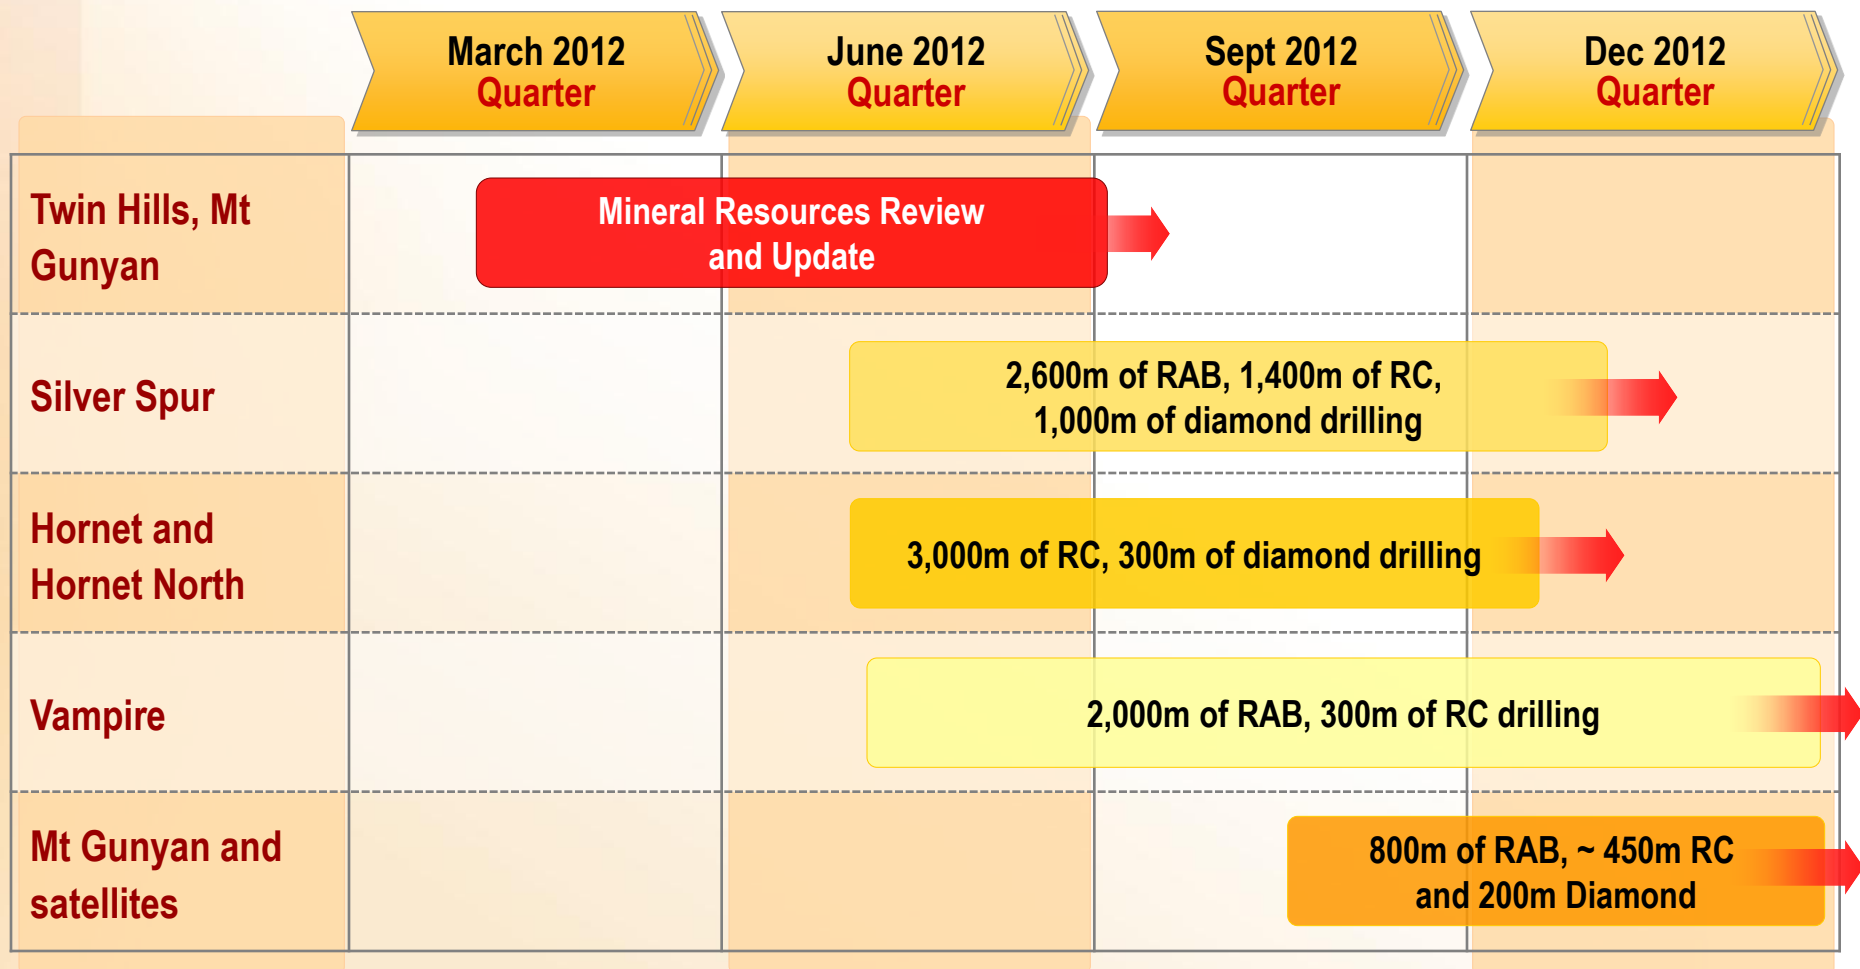 March 2012
Quarter
June 2012
Quarter
Sept 2012
Quarter
Dec 2012
Quarter
Twin Hills, Mt
Gunyan
Mineral Resources Review
and Update
Silver Spur
2,600m of RAB, 1,400m of RC,
1,000m of diamond drilling
Hornet and
Hornet North
3,000m of RC, 300m of diamond drilling
Vampire
2,000m of RAB, 300m of RC drilling
Mt Gunyan and
satellites
800m of RAB, ~ 450m RC
and 200m Diamond